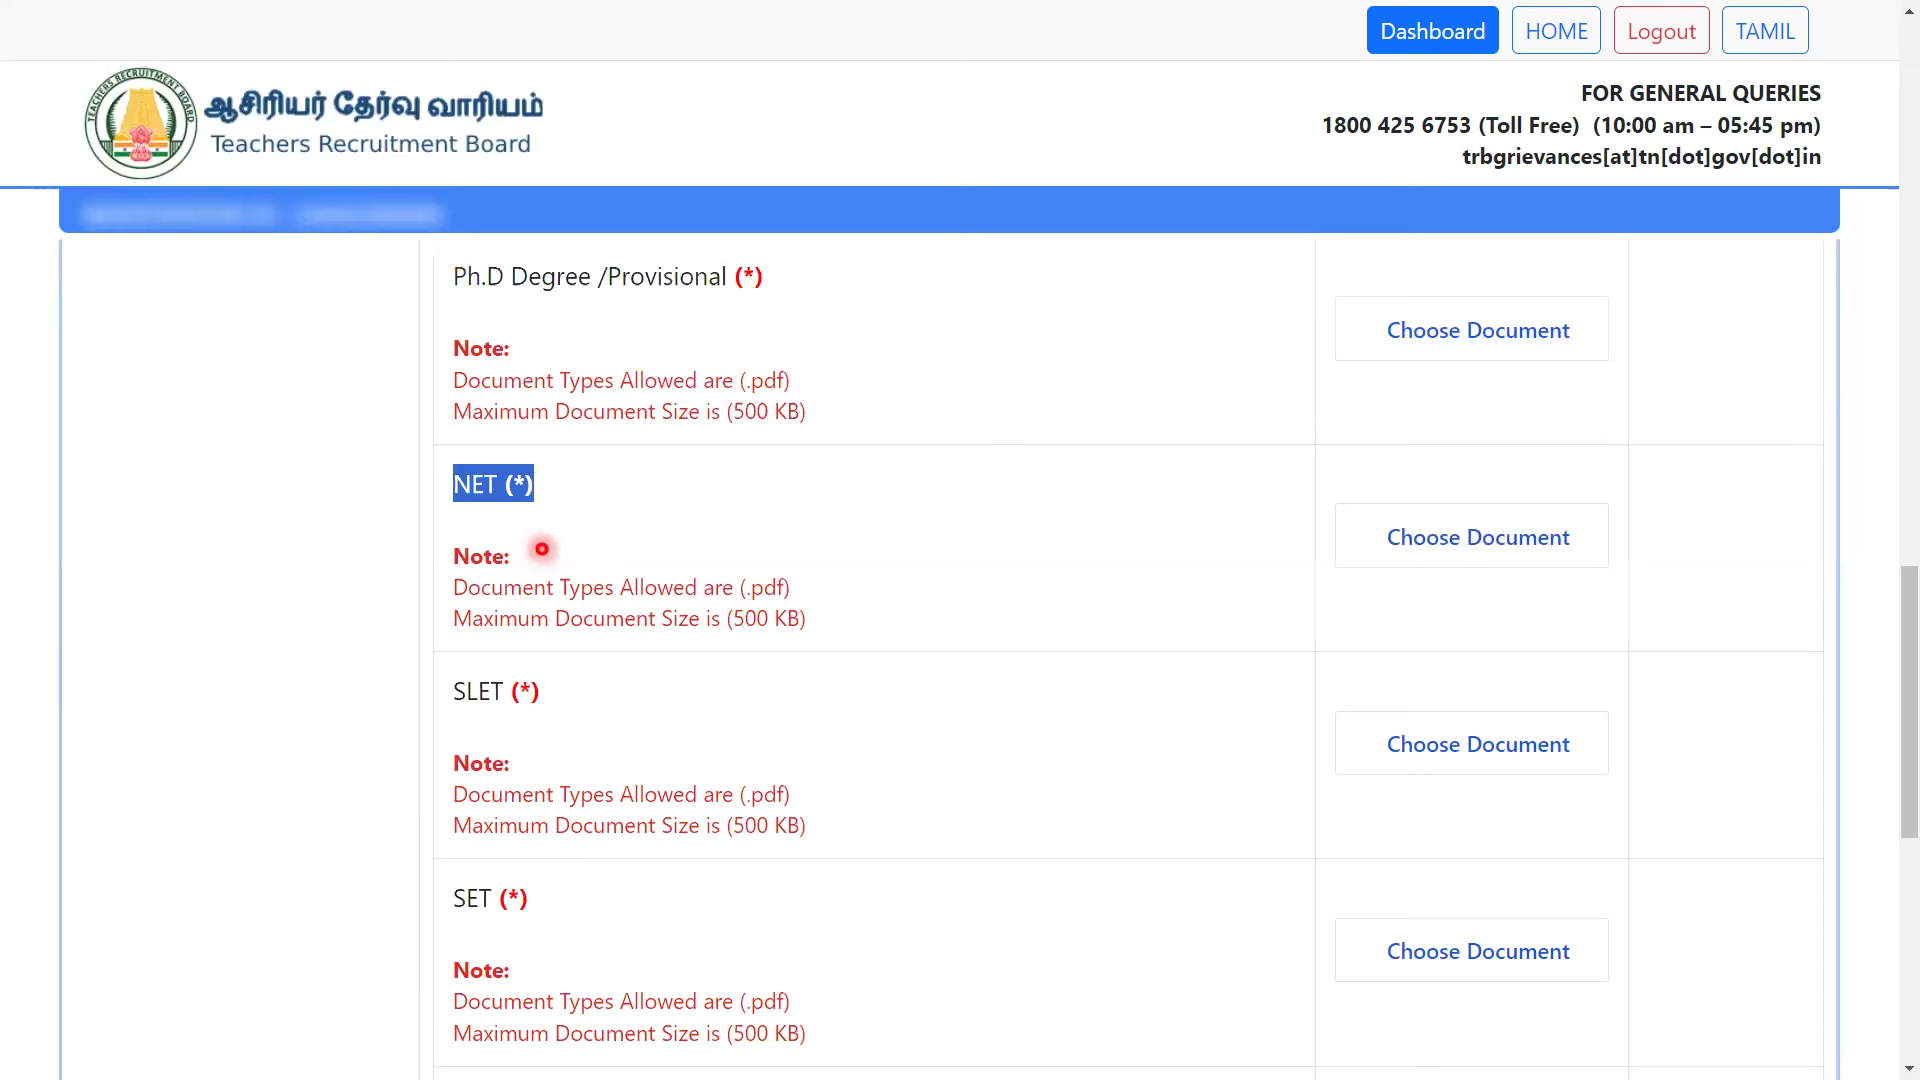 Dashboard HOME Logout TAMIL
TEACHERS RECRUITMENT BOARD
ஆசிரியர் தேர்வு வாரியம்
Teachers Recruitment Board
FOR GENERAL QUERIES
1800 425 6753 (Toll Free) (10:00 am – 05:45 pm)
trbgrievances[at]tn[dot]gov[dot]in
Ph.D Degree /Provisional (*)
Note:
Document Types Allowed are (.pdf)
Maximum Document Size is (500 KB)
Choose Document
NET (*)
Note:
Document Types Allowed are (.pdf)
Maximum Document Size is (500 KB)
Choose Document
SLET (*)
Note:
Document Types Allowed are (.pdf)
Maximum Document Size is (500 KB)
Choose Document
SET (*)
Note:
Document Types Allowed are (.pdf)
Maximum Document Size is (500 KB)
Choose Document